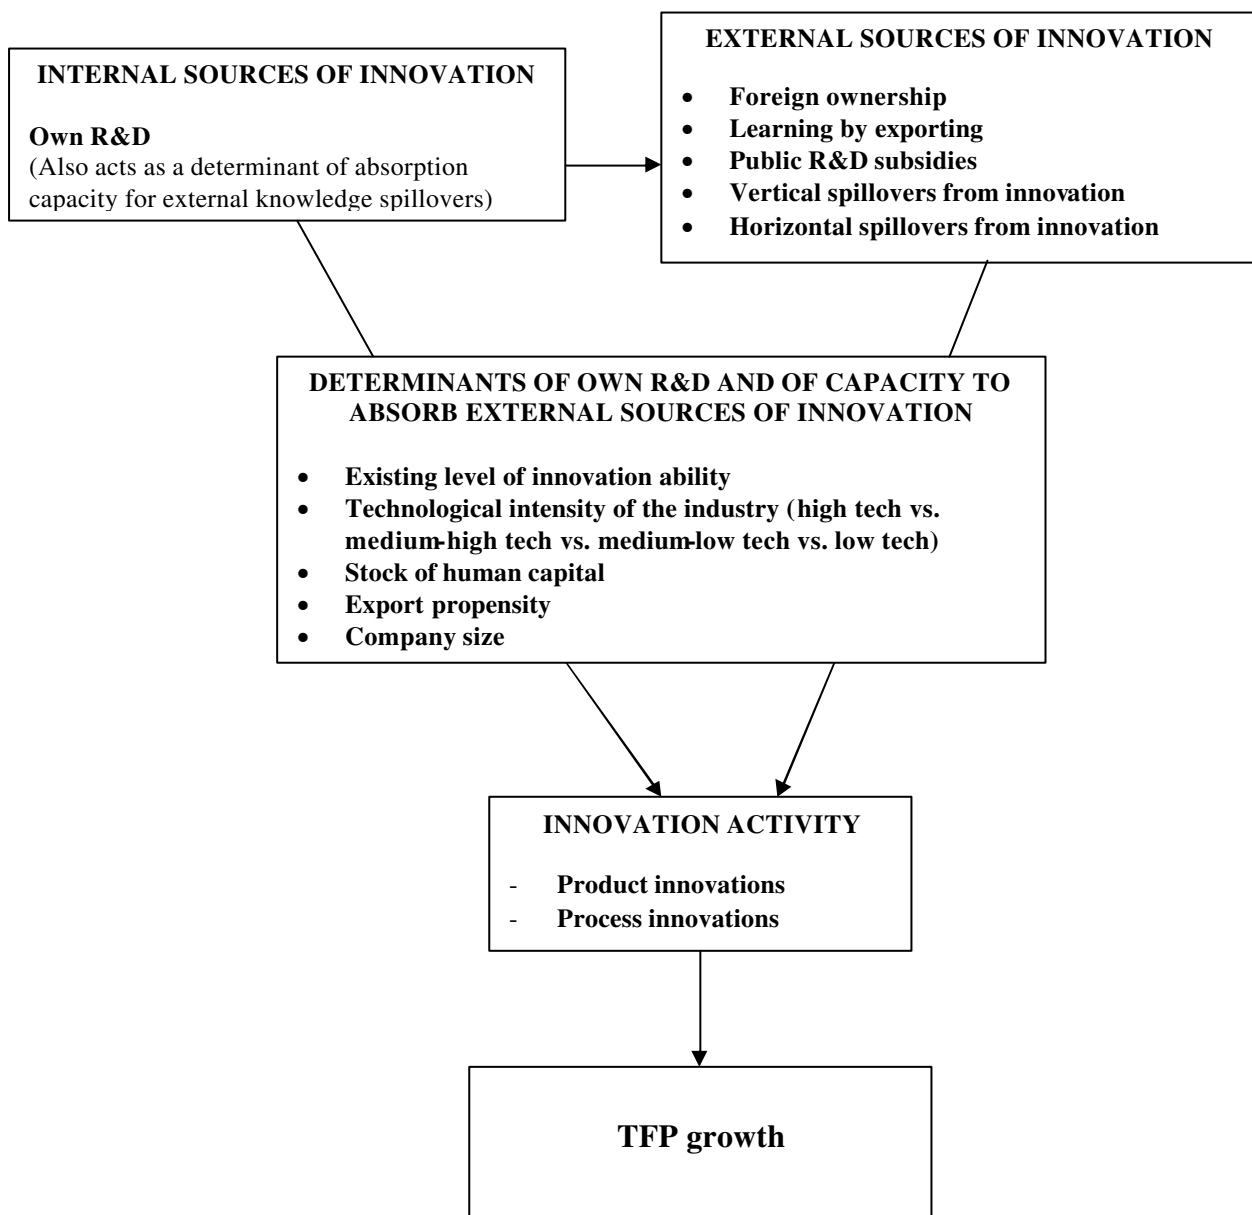 INTERNAL SOURCES OF INNOVATION
Own R&D
(Also acts as a determinant of absorption
capacity for external knowledge spillovers)
EXTERNAL SOURCES OF INNOVATION
• Foreign ownership
• Learning by exporting
• Public R&D subsidies
• Vertical spillovers from innovation
• Horizontal spillovers from innovation
DETERMINANTS OF OWN R&D AND OF CAPACITY TO
ABSORB EXTERNAL SOURCES OF INNOVATION
• Existing level of innovation ability
• Technological intensity of the industry (high tech vs.
medium-high tech vs. medium-low tech vs. low tech)
• Stock of human capital
• Export propensity
• Company size
INNOVATION ACTIVITY
- Product innovations
- Process innovations
TFP growth